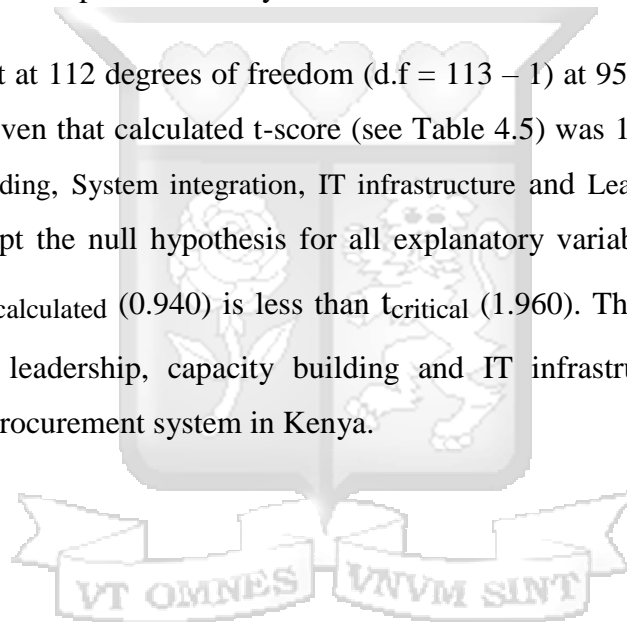 t at 112 degrees of freedom (d.f = 113 – 1) at 95
ven that calculated t-score (see Table 4.5) was 1
ding, System integration, IT infrastructure and Lea
pt the null hypothesis for all explanatory variab
calculated (0.940) is less than tcritical (1.960). Th
leadership, capacity building and IT infrastru
rocurement system in Kenya.
VT OMNES VNVM SINT